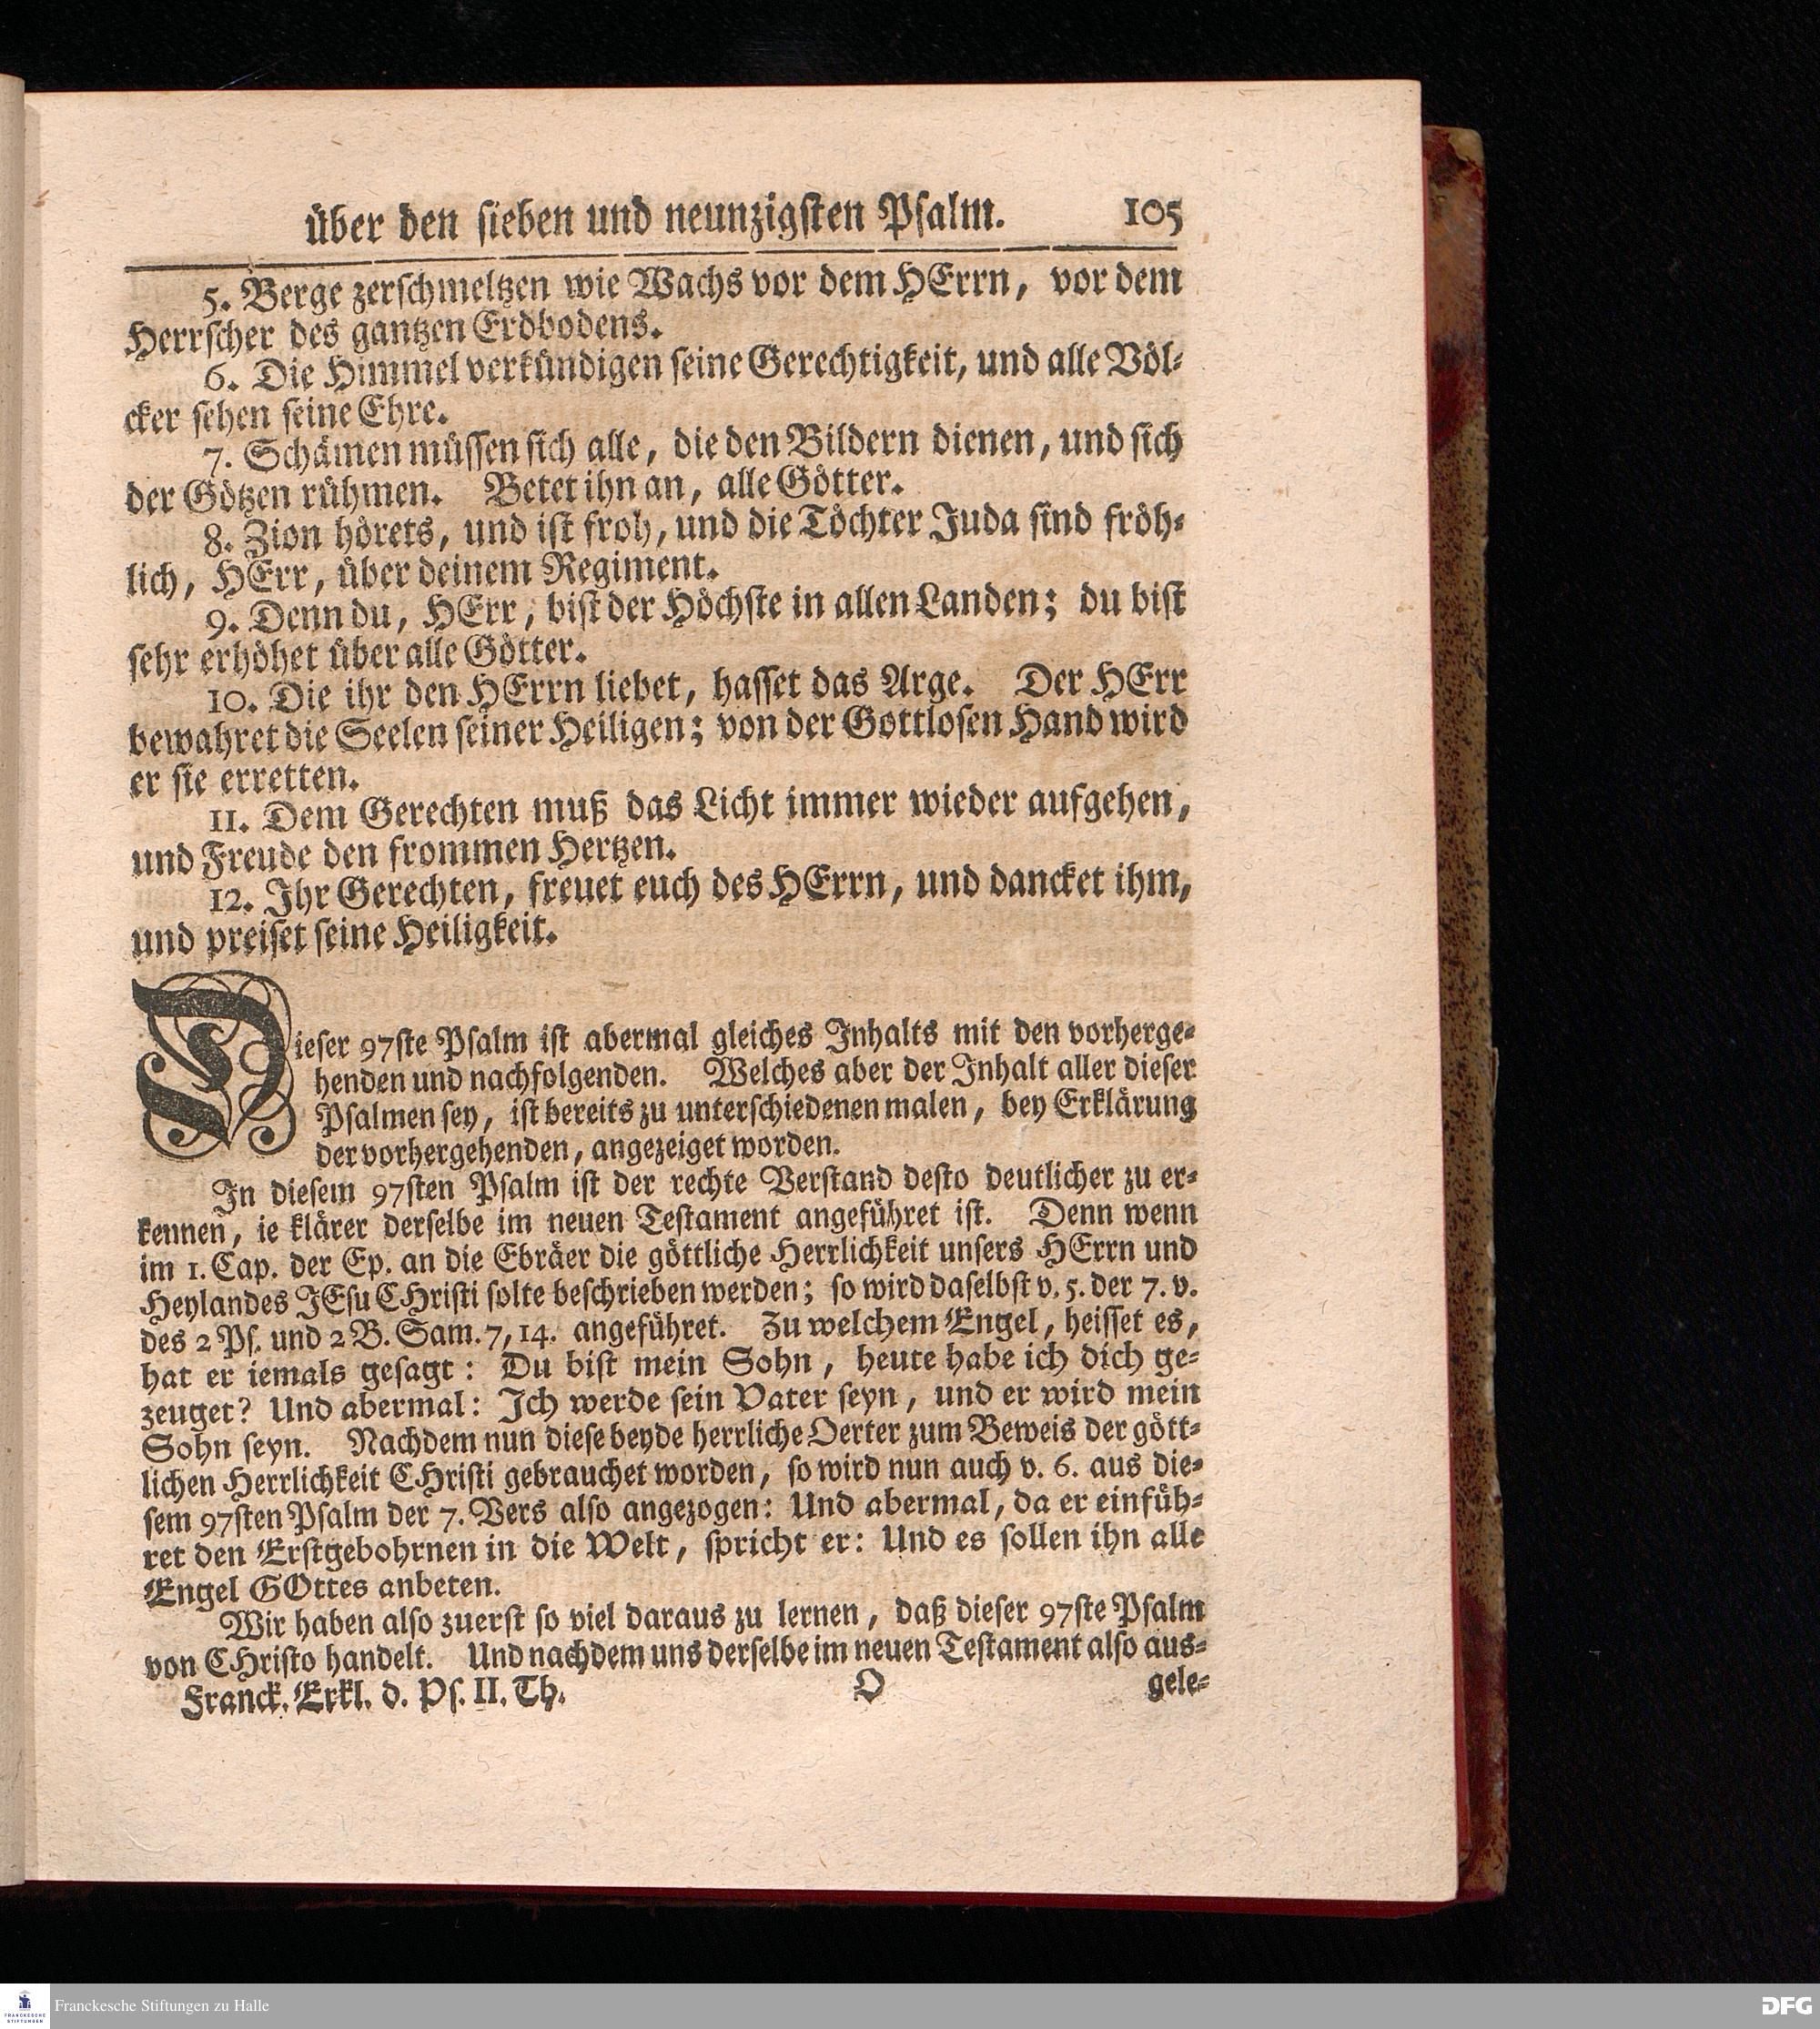 über den sieben und neunzigsten Psalm. 105
5. Berge zerschmeltzen wie Wachs vor dem HErrn, vor dem
Herrscher des gantzen Erdbodens.
6. Die Himmel verkündigen seine Gerechtigkeit, und alle Völ-
cker sehen seine Ehre.
7. Schämen müssen sich alle, die den Bildern dienen, und sich
der Götzen rühmen. Betet ihn an, alle Götter.
8. Zion hörets, und ist froh, und die Töchter Juda sind fröh-
lich, HErr, über deinem Regiment.
9. Denn du, HErr, bist der Höchste in allen Landen; du bist
sehr erhöhet über alle Götter.
10. Die ihr den HErrn liebet, hasset das Arge. Der HErr
bewahret die Seelen seiner Heiligen; von der Gottlosen Hand wird
er sie erretten.
11. Dem Gerechten muß das Licht immer wieder aufgehen,
und Freude den frommen Hertzen.
12. Ihr Gerechten, freuet euch des HErrn, und dancket ihm,
und preiset seine Heiligkeit.
Dieser 97ste Psalm ist abermal gleiches Inhalts mit den vorherge-
henden und nachfolgenden. Welches aber der Inhalt aller dieser
Psalmen sey, ist bereits zu unterschiedenen malen, bey Erklärung
der vorhergehenden, angezeiget worden.
In diesem 97sten Psalm ist der rechte Verstand desto deutlicher zu er-
kennen, ie klärer derselbe im neuen Testament angeführet ist. Denn wenn
im 1. Cap. der Ep. an die Ebräer die göttliche Herrlichkeit unsers HErrn und
Heylandes JEsu CHristi solte beschrieben werden; so wird daselbst v. 5. der 7. v.
des 2 Ps. und 2 B. Sam. 7, 14. angeführet. Zu welchem Engel, heisset es,
hat er iemals gesagt: Du bist mein Sohn, heute habe ich dich ge-
zeuget? Und abermal: Ich werde sein Vater seyn, und er wird mein
Sohn seyn. Nachdem nun diese beyde herrliche Oerter zum Beweis der gött-
lichen Herrlichkeit CHristi gebrauchet worden, so wird nun auch v. 6. aus die-
sem 97sten Psalm der 7. Vers also angezogen: Und abermal, da er einfüh-
ret den Erstgebohrnen in die Welt, spricht er: Und es sollen ihn alle
Engel GOttes anbeten.
Wir haben also zuerst so viel daraus zu lernen, daß dieser 97ste Psalm
von CHristo handelt. Und nachdem uns derselbe im neuen Testament also aus-
Franck. Erkl. d. Ps. II. Th. O gele-
FRANCKESCHE
STIFTUNGEN
Franckesche Stiftungen zu Halle
DFG